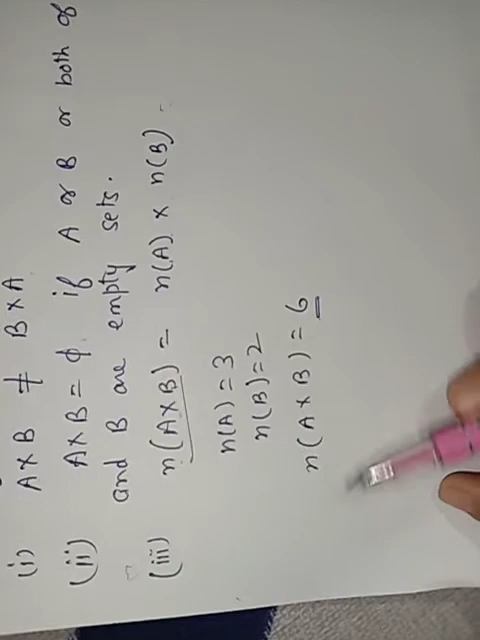 (i) A × B ≠ B × A
(ii) A × B = ϕ if A or B or both of
and B are empty sets.
(iii) n(A × B) = n(A) × n(B).
n(A) = 3
n(B) = 2
n(A × B) = 6